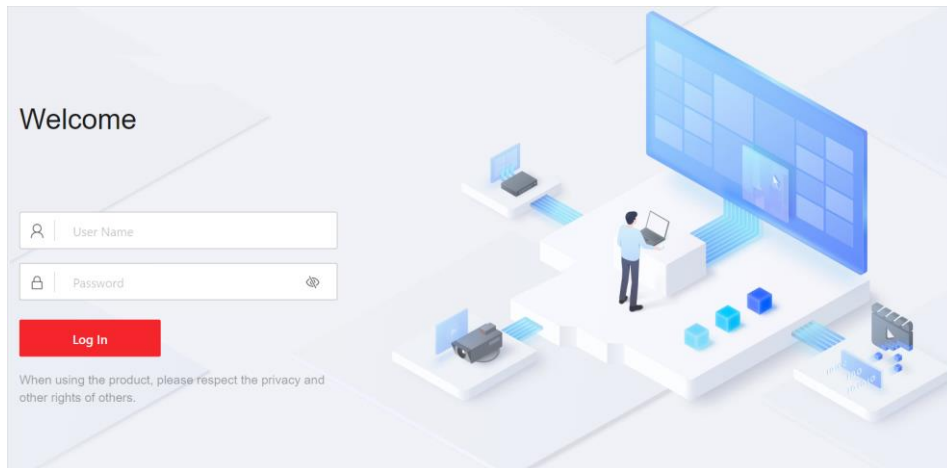 Welcome
User Name
Password
Log In
When using the product, please respect the privacy and
other rights of others.